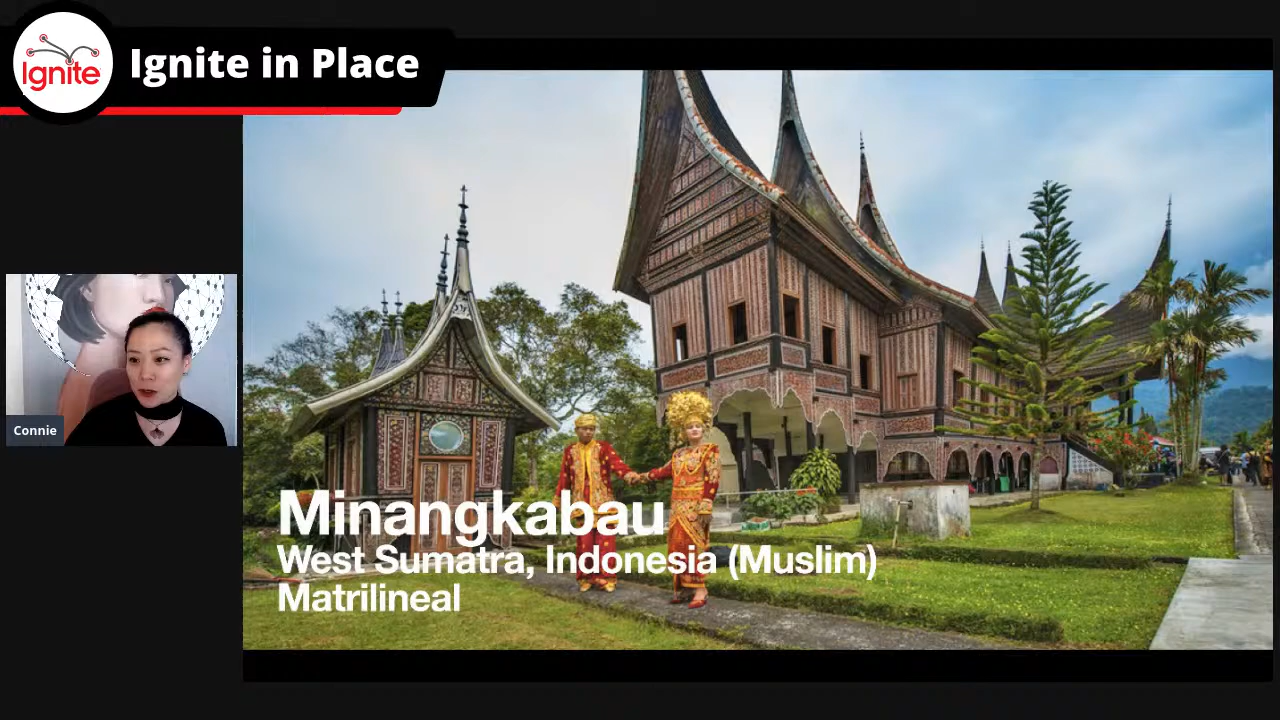 Ignite
Ignite in Place
Connie
Minangkabau
West Sumatra, Indonesia (Muslim)
Matrilineal